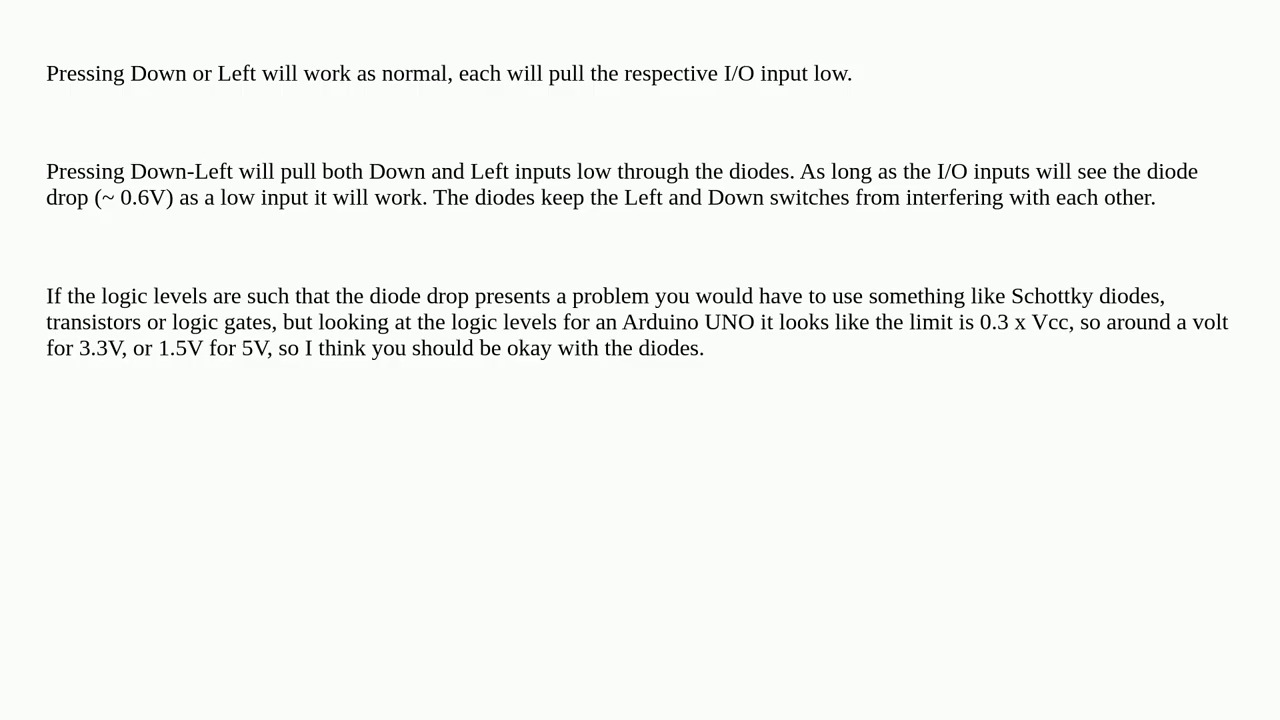 Pressing Down or Left will work as normal, each will pull the respective I/O input low.
Pressing Down-Left will pull both Down and Left inputs low through the diodes. As long as the I/O inputs will see the diode
drop (~ 0.6V) as a low input it will work. The diodes keep the Left and Down switches from interfering with each other.
If the logic levels are such that the diode drop presents a problem you would have to use something like Schottky diodes,
transistors or logic gates, but looking at the logic levels for an Arduino UNO it looks like the limit is 0.3 x Vcc, so around a volt
for 3.3V, or 1.5V for 5V, so I think you should be okay with the diodes.